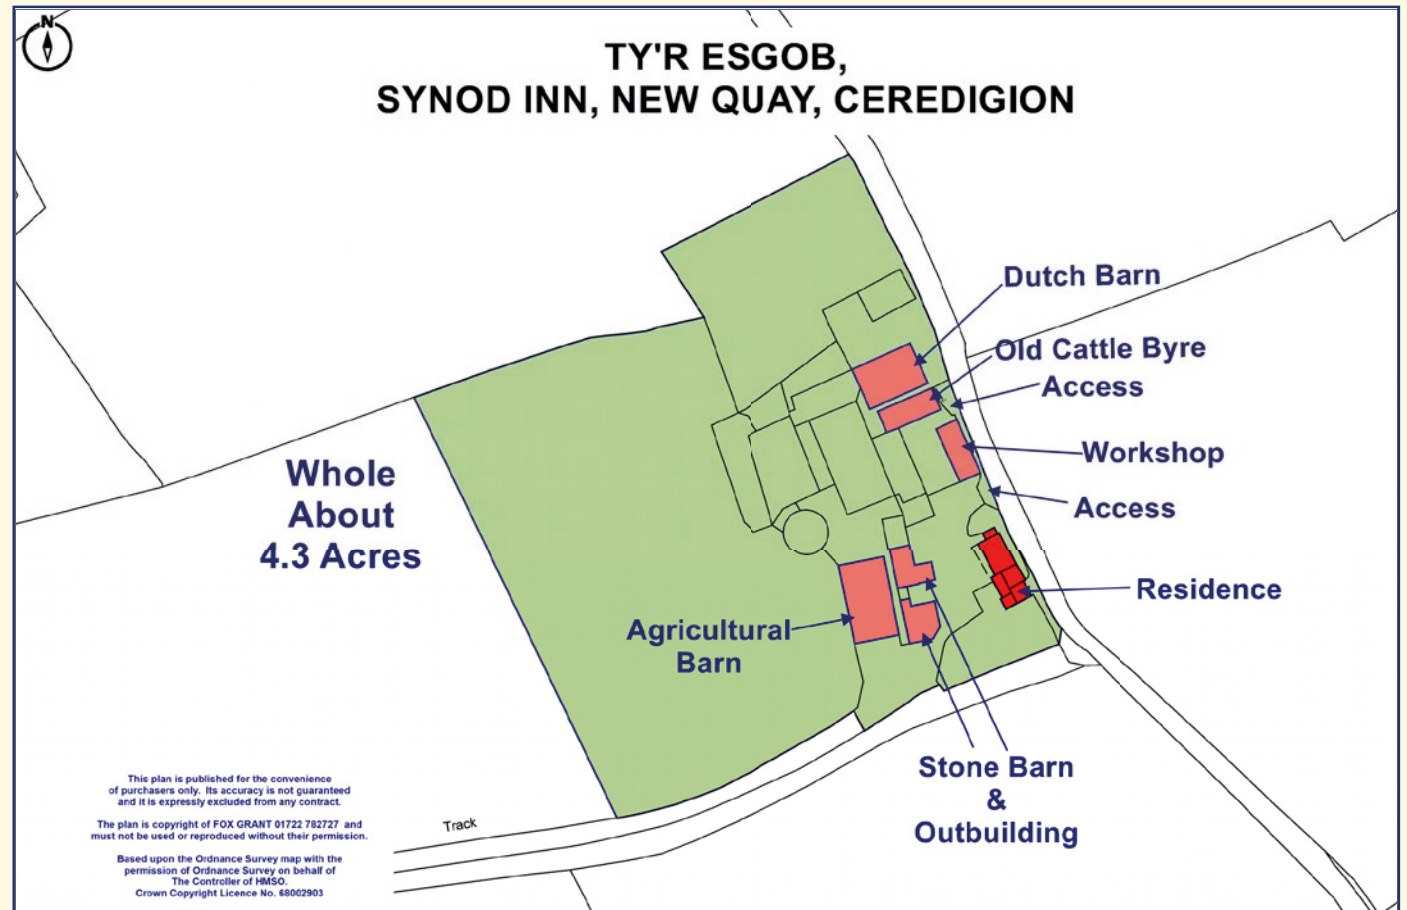 N
TY'R ESGOB,
SYNOD INN, NEW QUAY, CEREDIGION
Dutch Barn
Old Cattle Byre
Access
Workshop
Access
Residence
Whole
About
4.3 Acres
Agricultural
Barn
Stone Barn
&
Outbuilding
Track
This plan is published for the convenience
of purchasers only. Its accuracy is not guaranteed
and it is expressly excluded from any contract.
The plan is copyright of FOX GRANT 01722 782727 and
must not be used or reproduced without their permission.
Based upon the Ordnance Survey map with the
permission of Ordnance Survey on behalf of
The Controller of HMSO.
Crown Copyright Licence No. 68002903